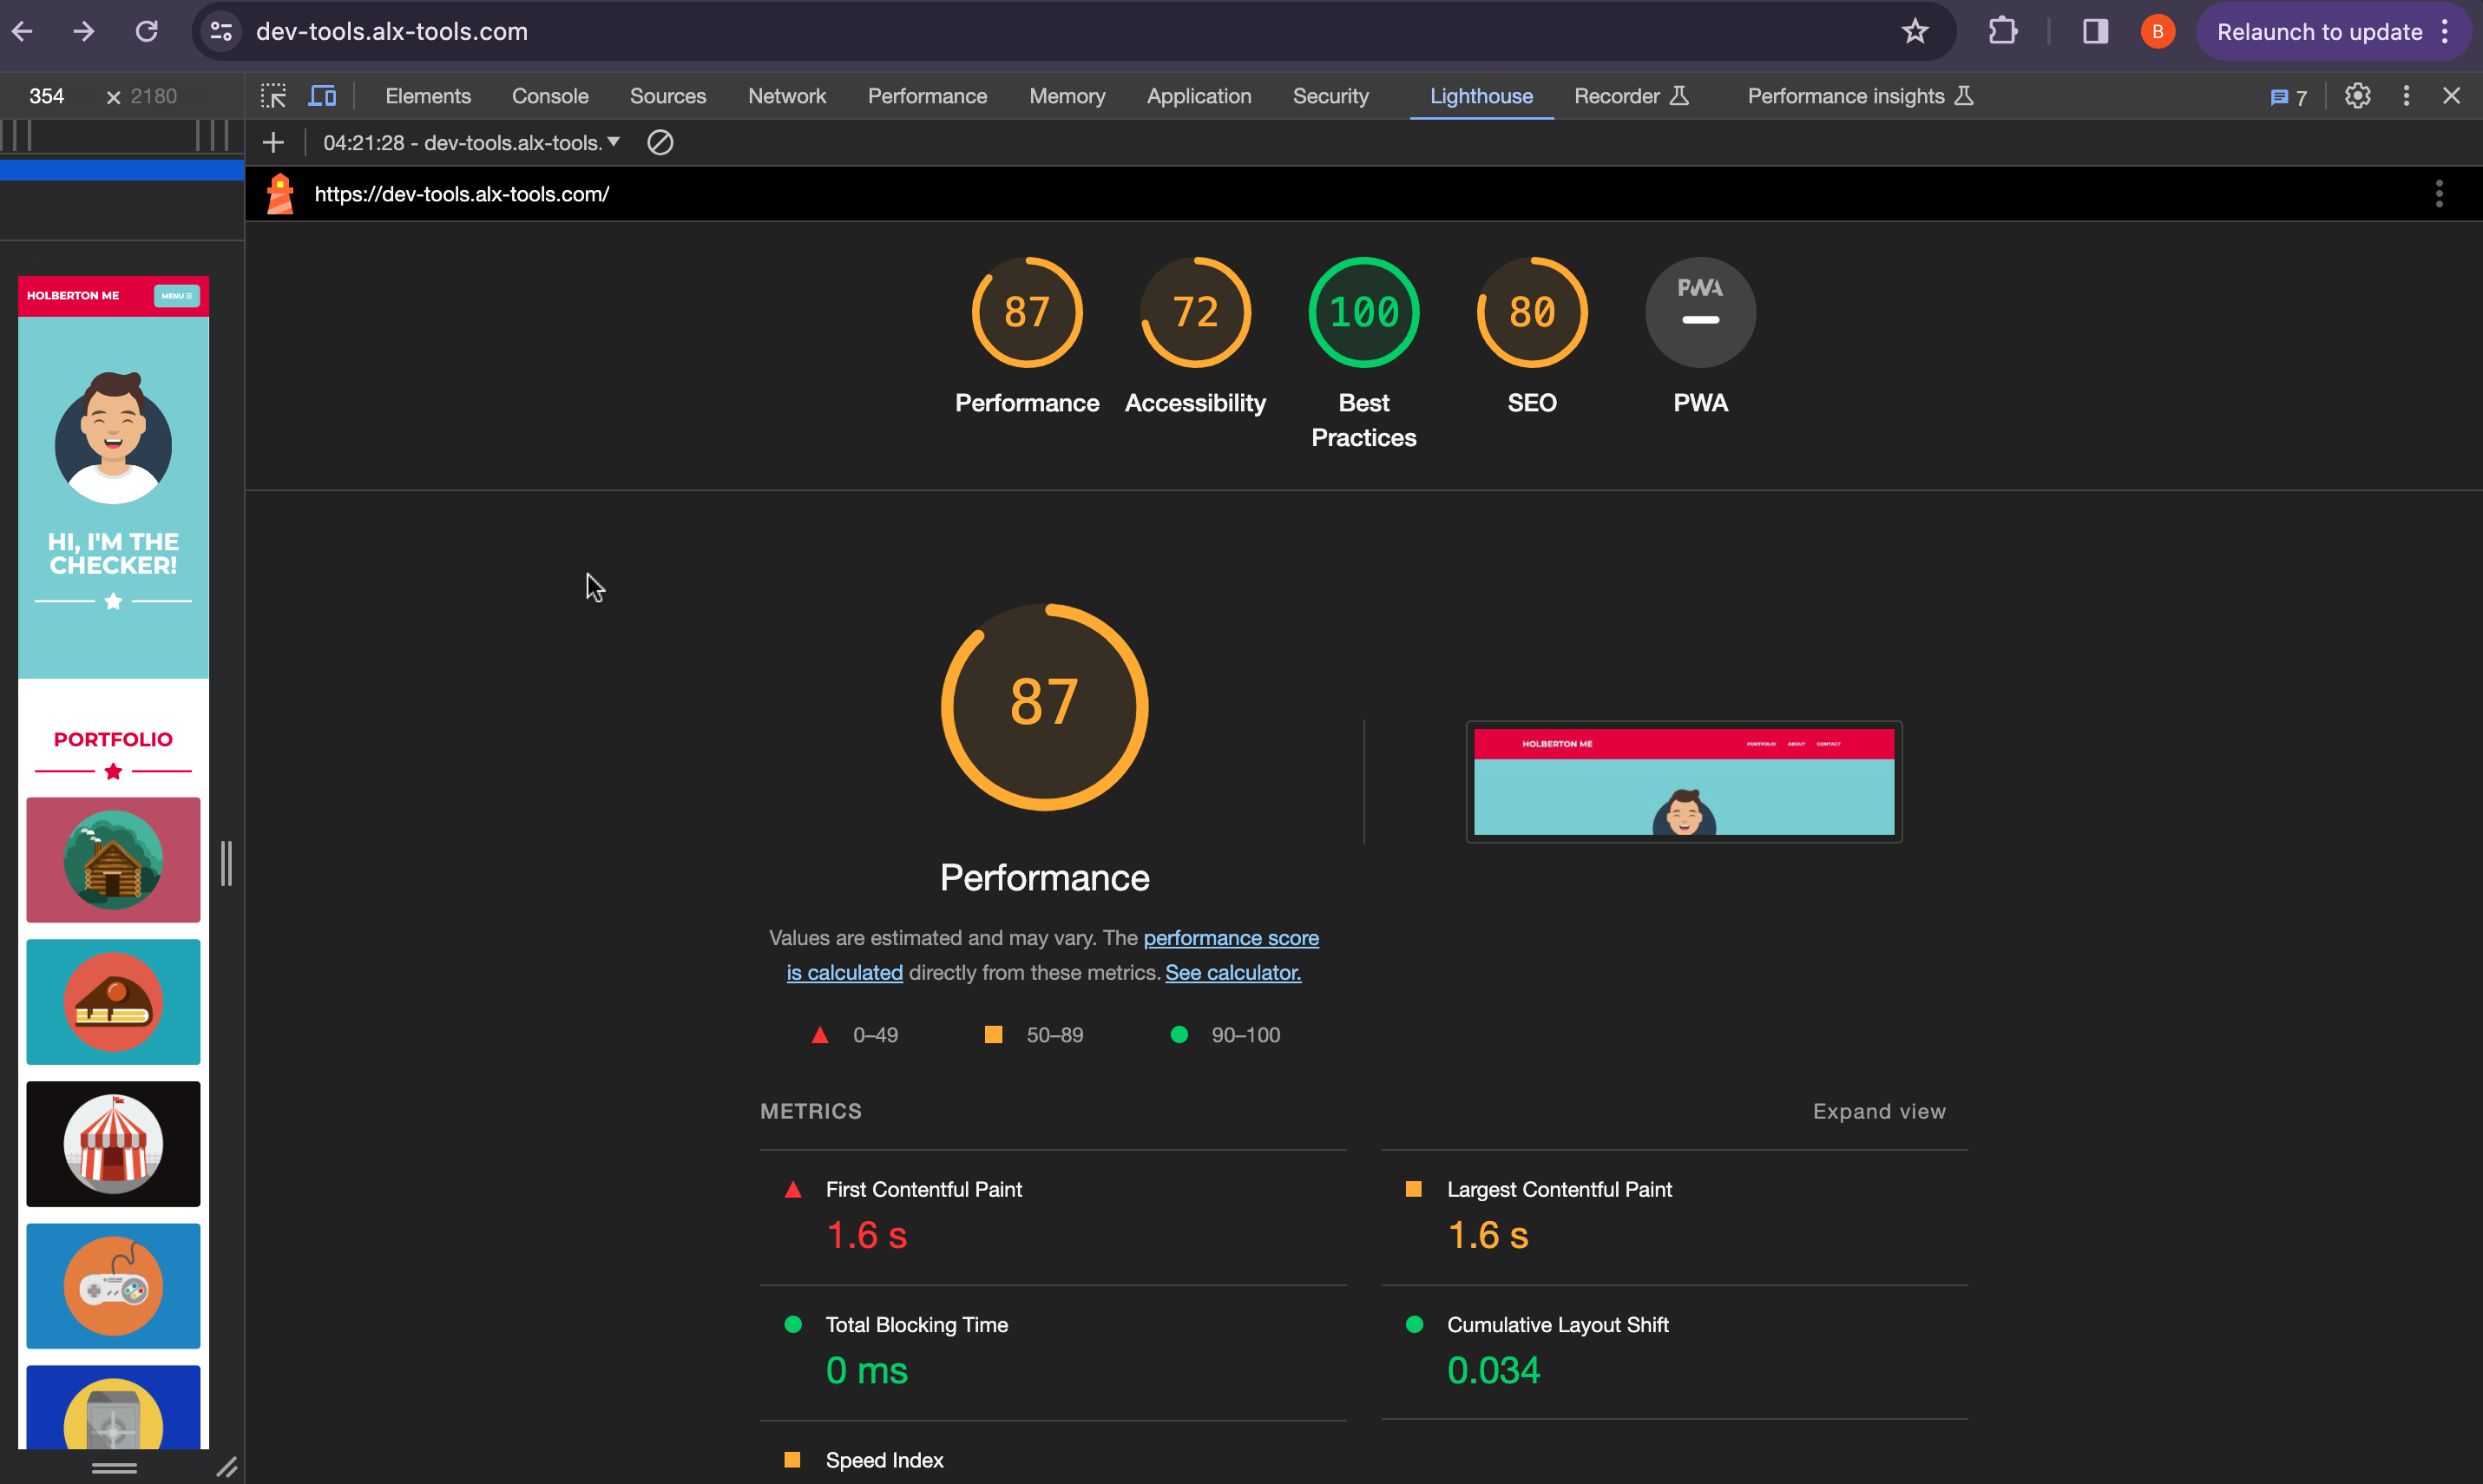 dev-tools.alx-tools.com
B
Relaunch to update
354 × 2180
Elements Console Sources Network Performance Memory Application Security Lighthouse Recorder Performance insights 7
04:21:28 - dev-tools.alx-tools.
https://dev-tools.alx-tools.com/
87 72 100 80 PWA
Performance Accessibility Best Practices SEO PWA
HOLBERTON ME
MENU
HI, I'M THE
CHECKER!
PORTFOLIO
87
Performance
Values are estimated and may vary. The performance score
is calculated directly from these metrics. See calculator.
0–49 50–89 90–100
HOLBERTON ME PORTFOLIO ABOUT CONTACT
METRICS Expand view
First Contentful Paint
1.6 s
Largest Contentful Paint
1.6 s
Total Blocking Time
0 ms
Cumulative Layout Shift
0.034
Speed Index